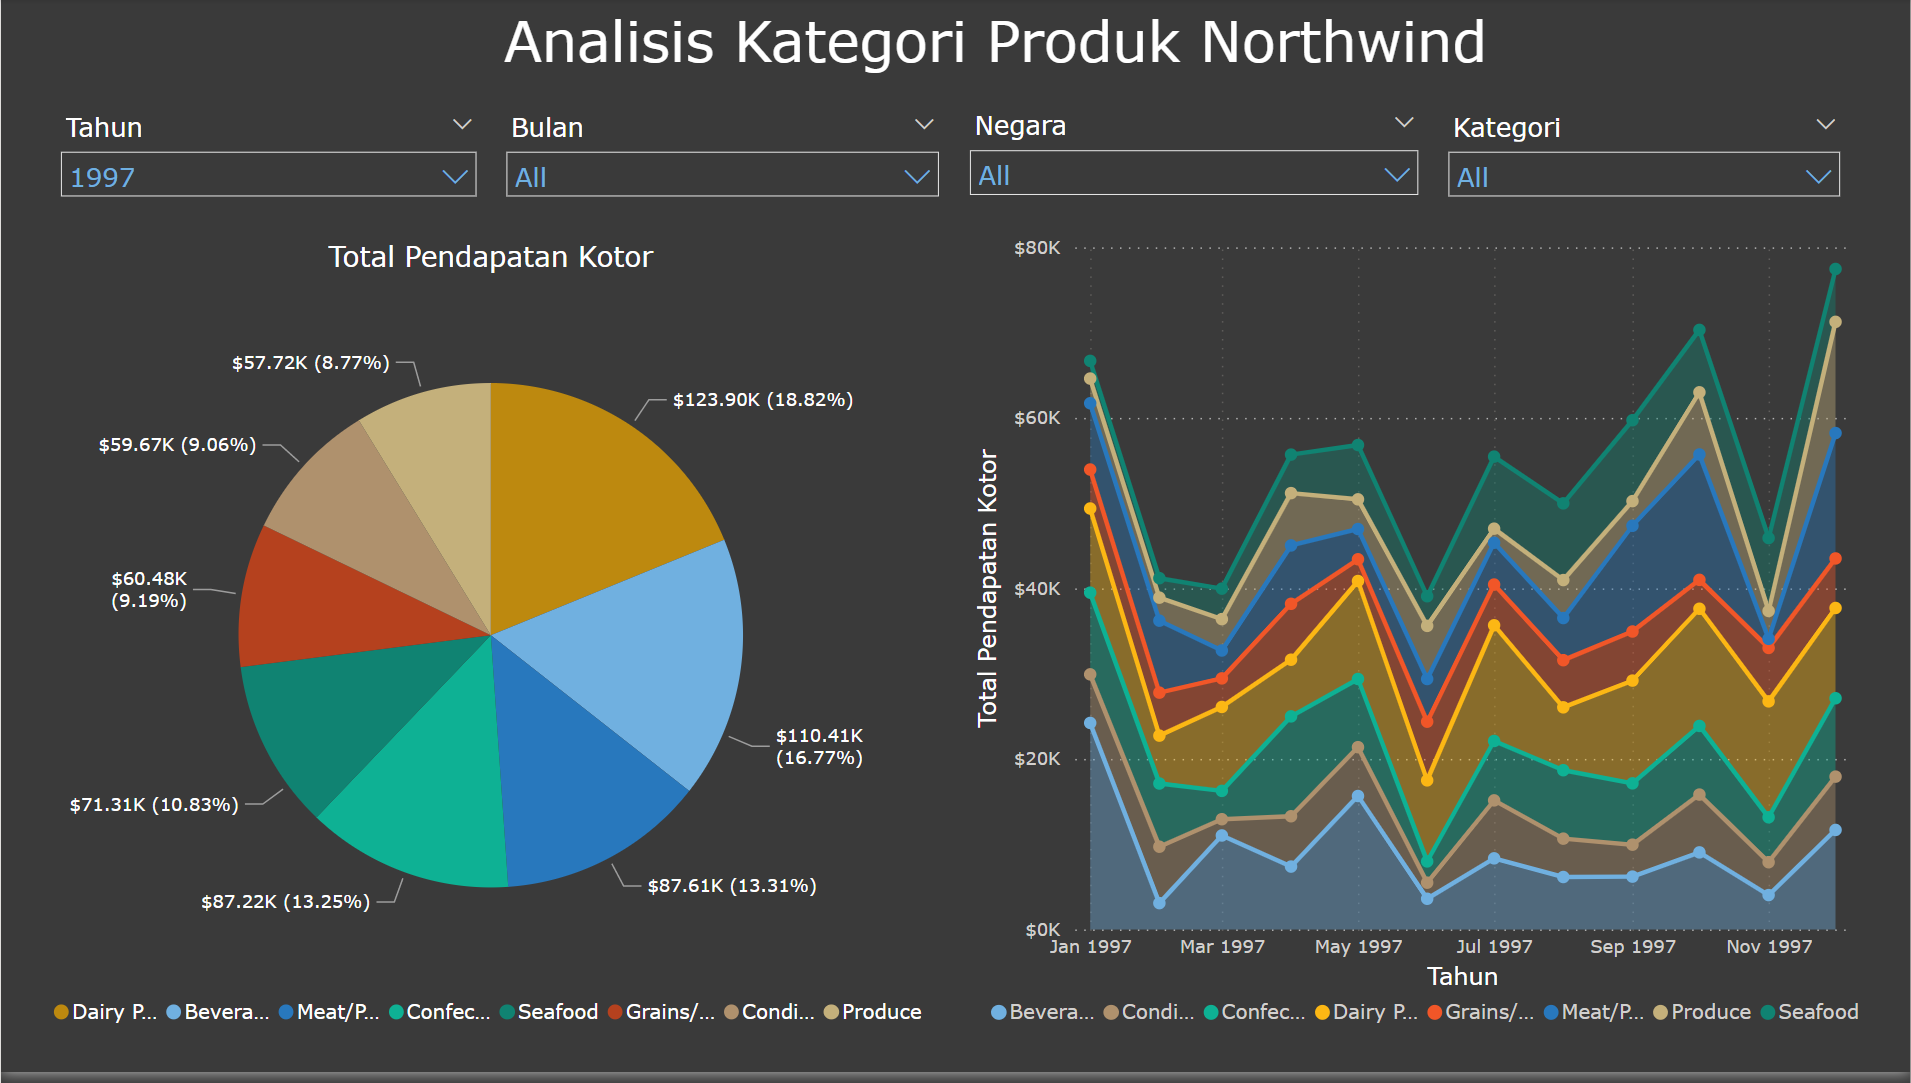 Analisis Kategori Produk Northwind
Tahun
1997
Bulan
All
Negara
All
Kategori
All
Total Pendapatan Kotor
$57.72K (8.77%)
$123.90K (18.82%)
$59.67K (9.06%)
$60.48K
(9.19%)
$110.41K
(16.77%)
$71.31K (10.83%)
$87.61K (13.31%)
$87.22K (13.25%)
Dairy P... Bevera... Meat/P... Confec... Seafood Grains/... Condi... Produce
Total Pendapatan Kotor
$80K
$60K
$40K
$20K
$0K
Jan 1997 Mar 1997 May 1997 Jul 1997 Sep 1997 Nov 1997
Tahun
Bevera... Condi... Confec... Dairy P... Grains/... Meat/P... Produce Seafood